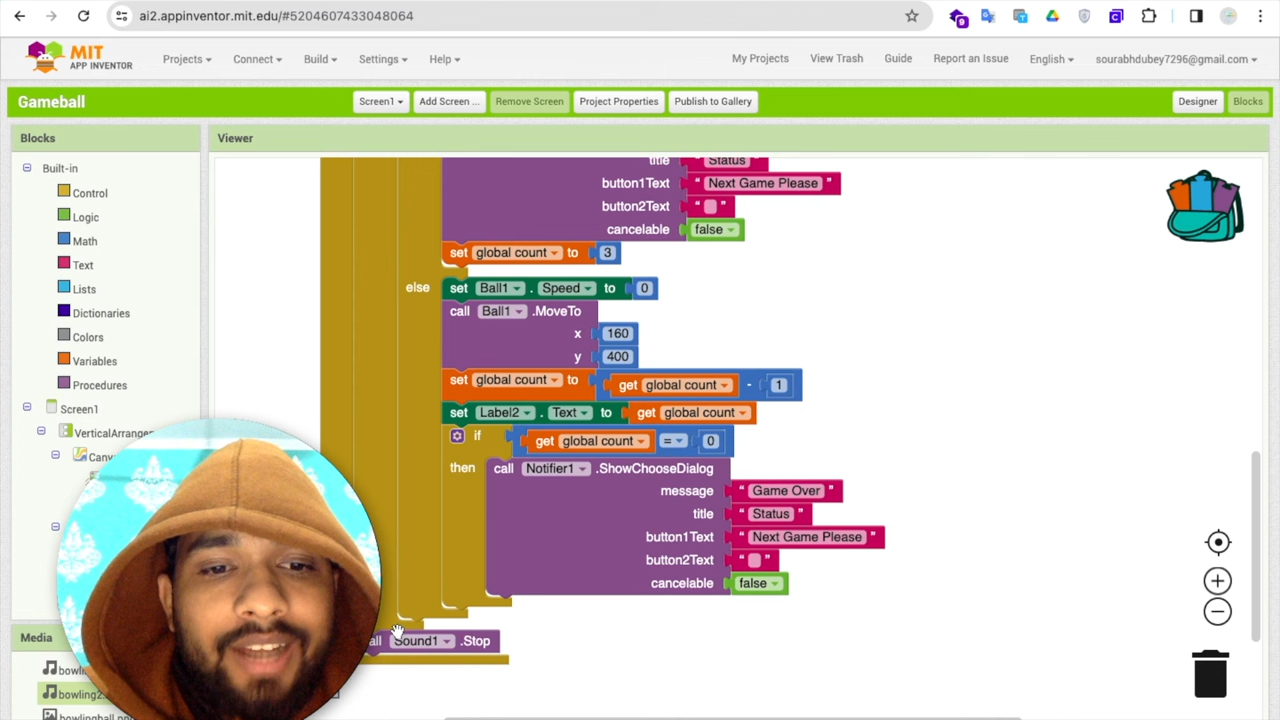 ai2.appinventor.mit.edu/#5204607433048064
9
MIT
APP INVENTOR
Projects
Connect
Build
Settings
Help
My Projects
View Trash
Guide
Report an Issue
English
sourabhdubey7296@gmail.com
Gameball
Screen1
Add Screen ...
Remove Screen
Project Properties
Publish to Gallery
Designer
Blocks
Blocks
Viewer
Built-in
Control
Logic
Math
Text
Lists
Dictionaries
Colors
Variables
Procedures
Screen1
Media
title " Status "
button1Text " Next Game Please "
button2Text " "
cancelable false
set global count to 3
else set Ball1 . Speed to 0
call Ball1 .MoveTo
x 160
y 400
set global count to get global count - 1
set Label2 . Text to get global count
if get global count = 0
then call Notifier1 .ShowChooseDialog
message " Game Over "
title " Status "
button1Text " Next Game Please "
button2Text " "
cancelable false
Sound1 .Stop